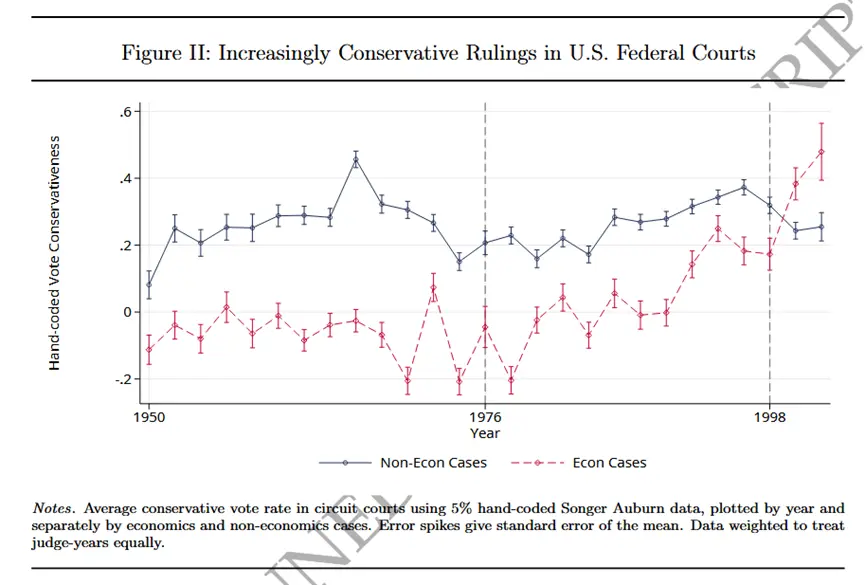 Figure II: Increasingly Conservative Rulings in U.S. Federal Courts
Hand-coded Vote Conservativeness
.6
.4
.2
0
-.2
1950
1976
1998
Year
Non-Econ Cases
Econ Cases
Notes. Average conservative vote rate in circuit courts using 5% hand-coded Songer Auburn data, plotted by year and
separately by economics and non-economics cases. Error spikes give standard error of the mean. Data weighted to treat
judge-years equally.